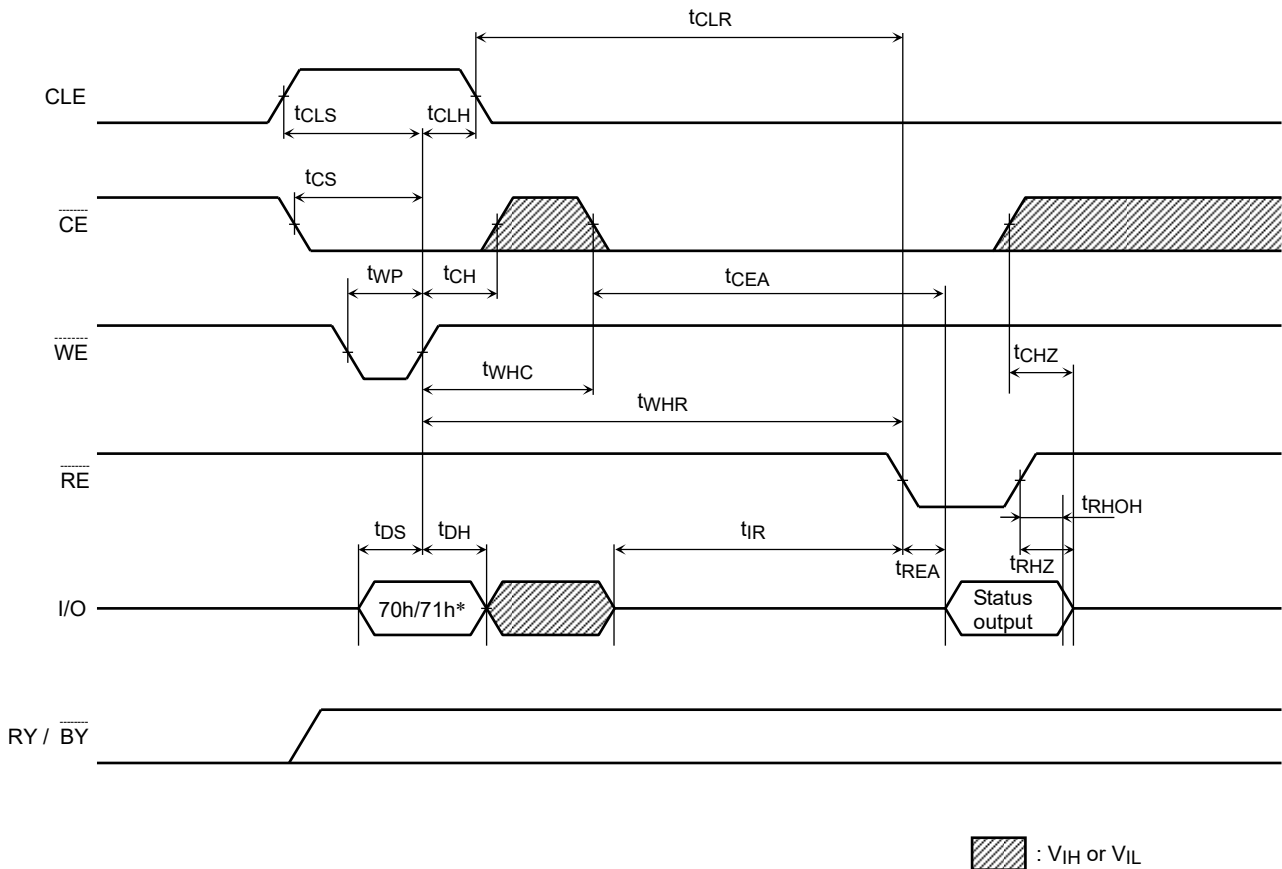 tCLR
CLE
tCLS
tCLH
tCS
CE
tWP
tCH
tCEA
WE
tCHZ
tWHC
tWHR
RE
tRHOH
tDS
tDH
tIR
tREA
tRHZ
I/O
70h/71h*
Status
output
RY / BY
: VIH or VIL